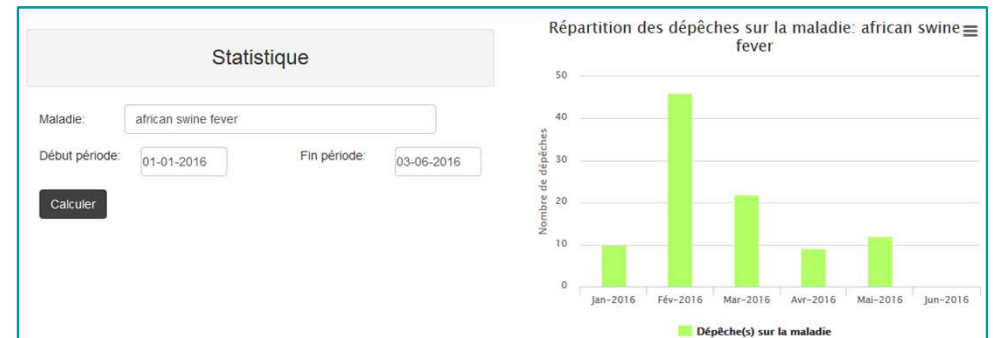 Statistique
Maladie: african swine fever
Début période: 01-01-2016 Fin période: 03-06-2016
Calculer
Répartition des dépêches sur la maladie: african swine
fever
Nombre de dépêches
50
40
30
20
10
0
Jan-2016 Fév-2016 Mar-2016 Avr-2016 Mai-2016 Jun-2016
Dépêche(s) sur la maladie